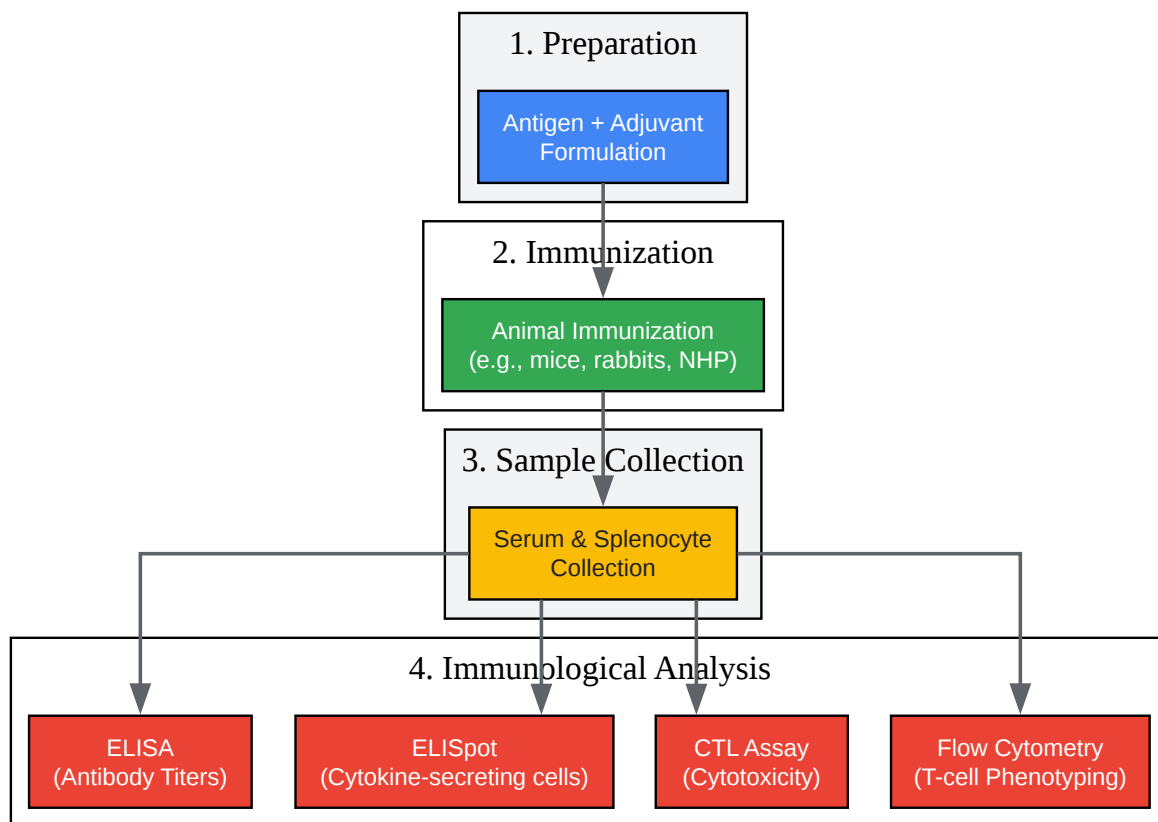 1. Preparation
Antigen + Adjuvant
Formulation
2. Immunization
Animal Immunization
(e.g., mice, rabbits, NHP)
3. Sample Collection
Serum & Splenocyte
Collection
4. Immunological Analysis
ELISA
(Antibody Titers)
ELISpot
(Cytokine-secreting cells)
CTL Assay
(Cytotoxicity)
Flow Cytometry
(T-cell Phenotyping)